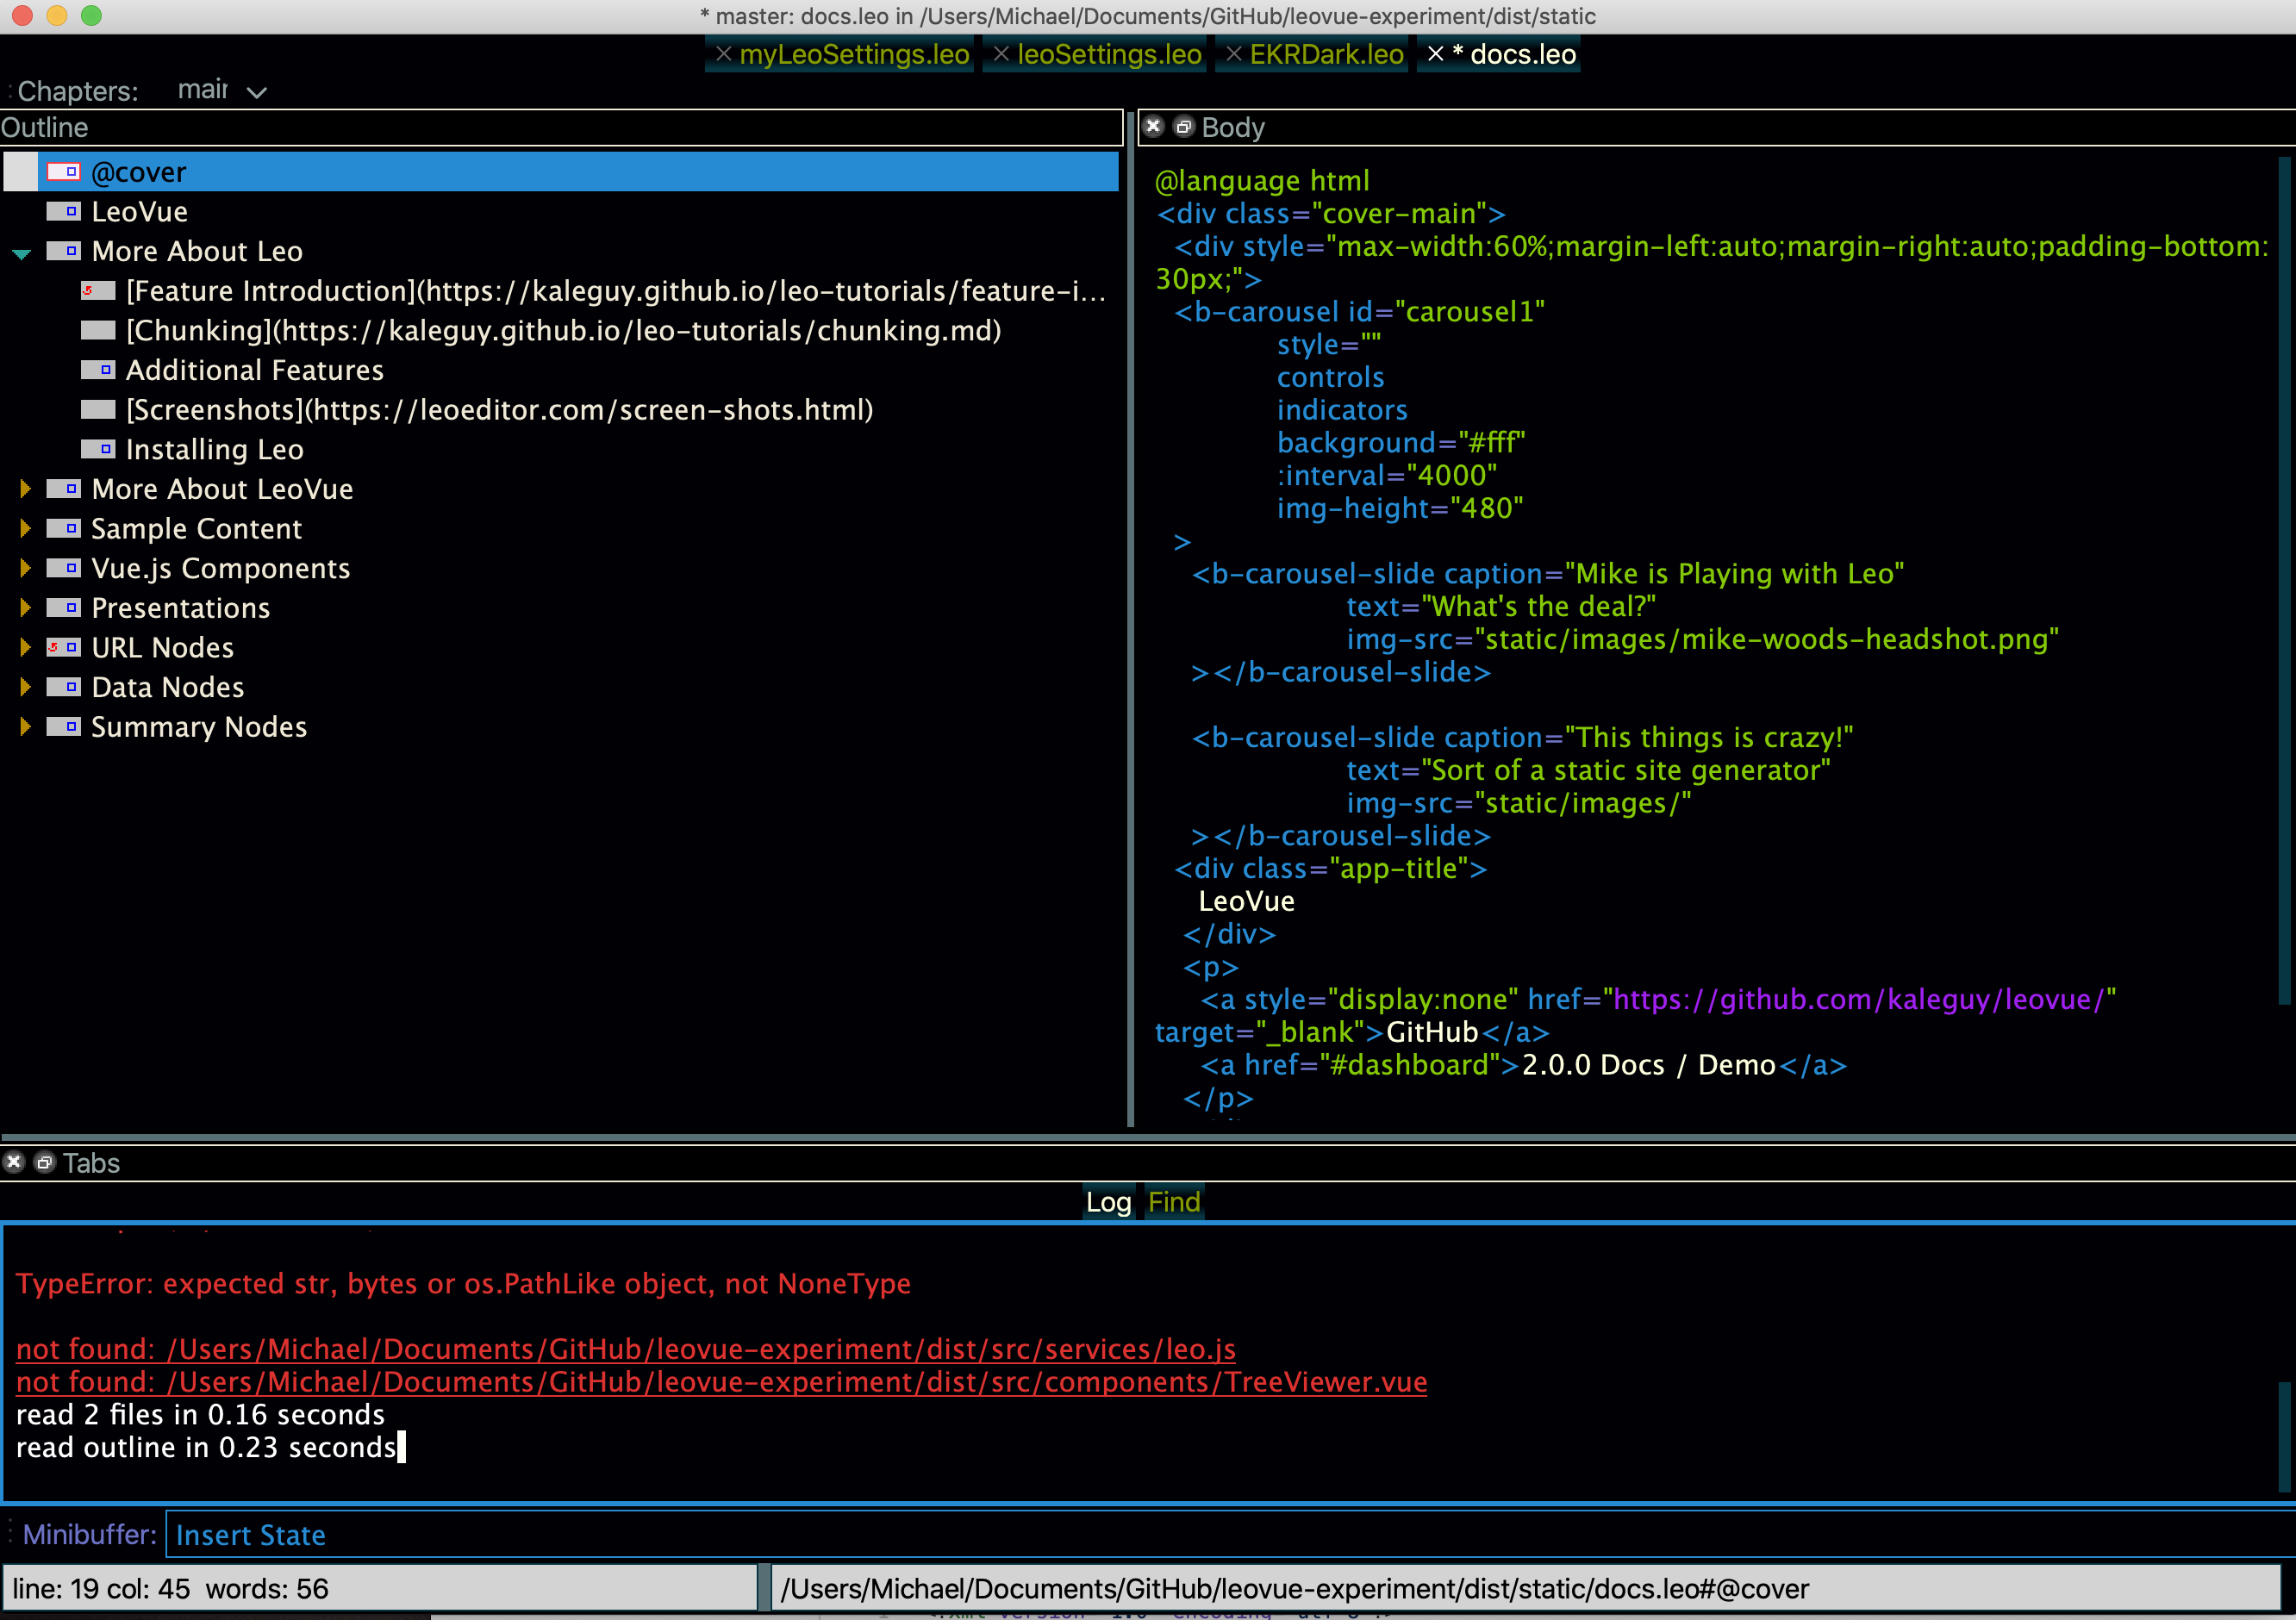 * master: docs.leo in /Users/Michael/Documents/GitHub/leovue-experiment/dist/static
myLeoSettings.leo leoSettings.leo EKRDark.leo * docs.leo
Chapters: main
Outline
@cover
LeoVue
More About Leo
[Feature Introduction](https://kaleguy.github.io/leo-tutorials/feature-i...
[Chunking](https://kaleguy.github.io/leo-tutorials/chunking.md)
Additional Features
[Screenshots](https://leoeditor.com/screen-shots.html)
Installing Leo
More About LeoVue
Sample Content
Vue.js Components
Presentations
URL Nodes
Data Nodes
Summary Nodes
Body
@language html
<div class="cover-main">
<div style="max-width:60%;margin-left:auto;margin-right:auto;padding-bottom:
30px;">
<b-carousel id="carousel1"
style=""
controls
indicators
background="#fff"
:interval="4000"
img-height="480"
>
<b-carousel-slide caption="Mike is Playing with Leo"
text="What's the deal?"
img-src="static/images/mike-woods-headshot.png"
></b-carousel-slide>
<b-carousel-slide caption="This things is crazy!"
text="Sort of a static site generator"
img-src="static/images/"
></b-carousel-slide>
<div class="app-title">
LeoVue
</div>
<p>
<a style="display:none" href="https://github.com/kaleguy/leovue/"
target="_blank">GitHub</a>
<a href="#dashboard">2.0.0 Docs / Demo</a>
</p>
Tabs
Log Find
TypeError: expected str, bytes or os.PathLike object, not NoneType
not found: /Users/Michael/Documents/GitHub/leovue-experiment/dist/src/services/leo.js
not found: /Users/Michael/Documents/GitHub/leovue-experiment/dist/src/components/TreeViewer.vue
read 2 files in 0.16 seconds
read outline in 0.23 seconds
Minibuffer: Insert State
line: 19 col: 45 words: 56
/Users/Michael/Documents/GitHub/leovue-experiment/dist/static/docs.leo#@cover